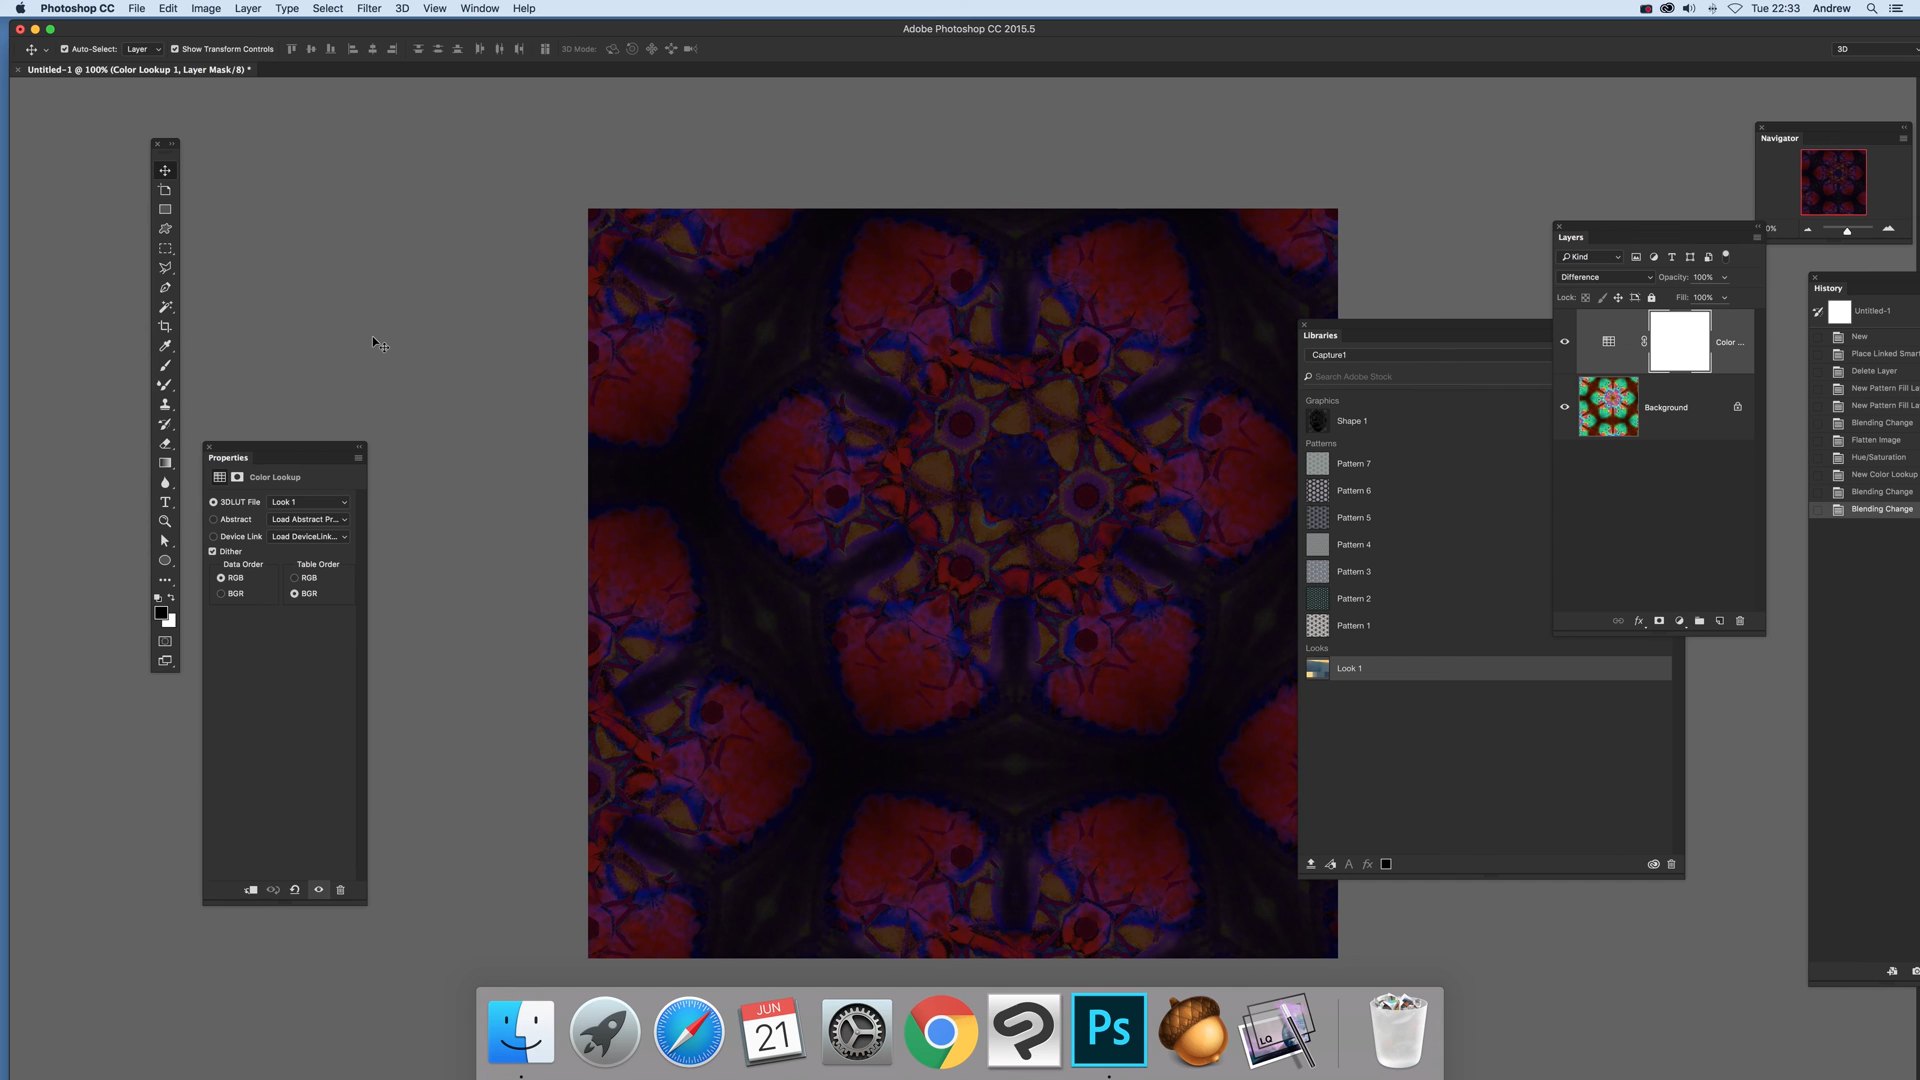 Photoshop CC File Edit Image Layer Type Select Filter 3D View Window Help Tue 22:33 Andrew
Adobe Photoshop CC 2015.5
Auto-Select: Layer Show Transform Controls 3D Mode: 3D
Untitled-1 @ 100% (Color Lookup 1, Layer Mask/8) *
Navigator
0%
Layers
Kind
Difference Opacity: 100%
Lock: Fill: 100%
Color ...
Background
History
Untitled-1
New
Place Linked Smar
Delete Layer
New Pattern Fill La
New Pattern Fill La
Blending Change
Flatten Image
Hue/Saturation
New Color Lookup
Blending Change
Blending Change
Libraries
Capture1
Search Adobe Stock
Graphics
Shape 1
Patterns
Pattern 7
Pattern 6
Pattern 5
Pattern 4
Pattern 3
Pattern 2
Pattern 1
Looks
Look 1
Properties
Color Lookup
3DLUT File Look 1
Abstract Load Abstract Pr...
Device Link Load DeviceLink...
Dither
Data Order Table Order
RGB RGB
BGR BGR
JUN
21
Ps
LQ